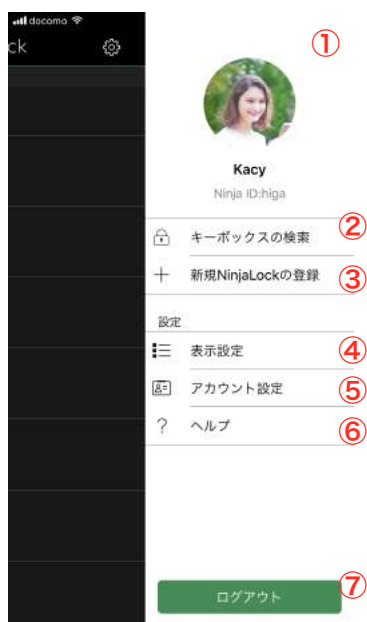 docomo
ck
①
Kacy
Ninja ID:higa
キーボックスの検索 ②
新規NinjaLockの登録 ③
設定
表示設定 ④
アカウント設定 ⑤
? ヘルプ ⑥
ログアウト ⑦